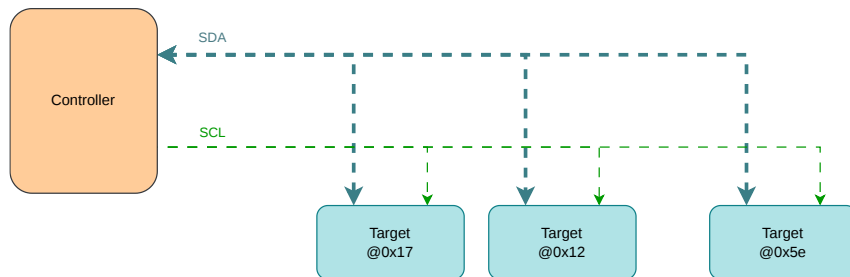 SDA
Controller
SCL
Target
@0x17
Target
@0x12
Target
@0x5e